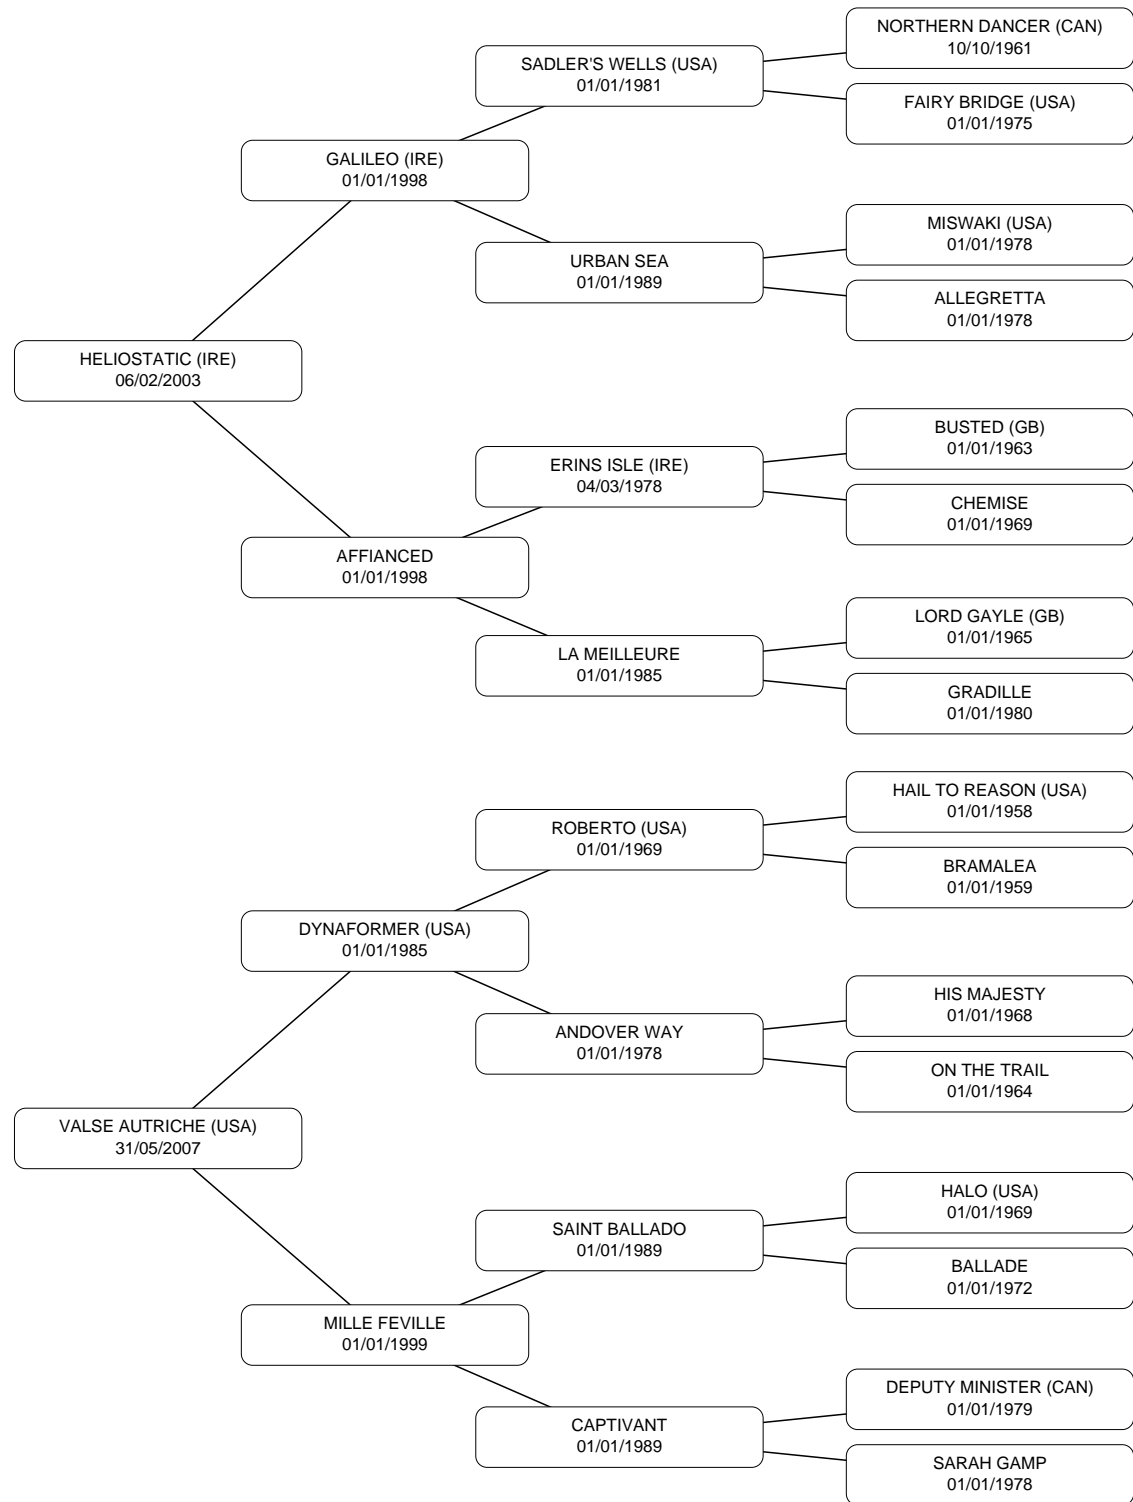 NORTHERN DANCER (CAN)
10/10/1961
SADLER'S WELLS (USA)
01/01/1981
FAIRY BRIDGE (USA)
01/01/1975
GALILEO (IRE)
01/01/1998
MISWAKI (USA)
01/01/1978
URBAN SEA
01/01/1989
ALLEGRETTA
01/01/1978
HELIOSTATIC (IRE)
06/02/2003
BUSTED (GB)
01/01/1963
ERINS ISLE (IRE)
04/03/1978
CHEMISE
01/01/1969
AFFIANCED
01/01/1998
LORD GAYLE (GB)
01/01/1965
LA MEILLEURE
01/01/1985
GRADILLE
01/01/1980
HAIL TO REASON (USA)
01/01/1958
ROBERTO (USA)
01/01/1969
BRAMALEA
01/01/1959
DYNAFORMER (USA)
01/01/1985
HIS MAJESTY
01/01/1968
ANDOVER WAY
01/01/1978
ON THE TRAIL
01/01/1964
VALSE AUTRICHE (USA)
31/05/2007
HALO (USA)
01/01/1969
SAINT BALLADO
01/01/1989
BALLADE
01/01/1972
MILLE FEVILLE
01/01/1999
DEPUTY MINISTER (CAN)
01/01/1979
CAPTIVANT
01/01/1989
SARAH GAMP
01/01/1978